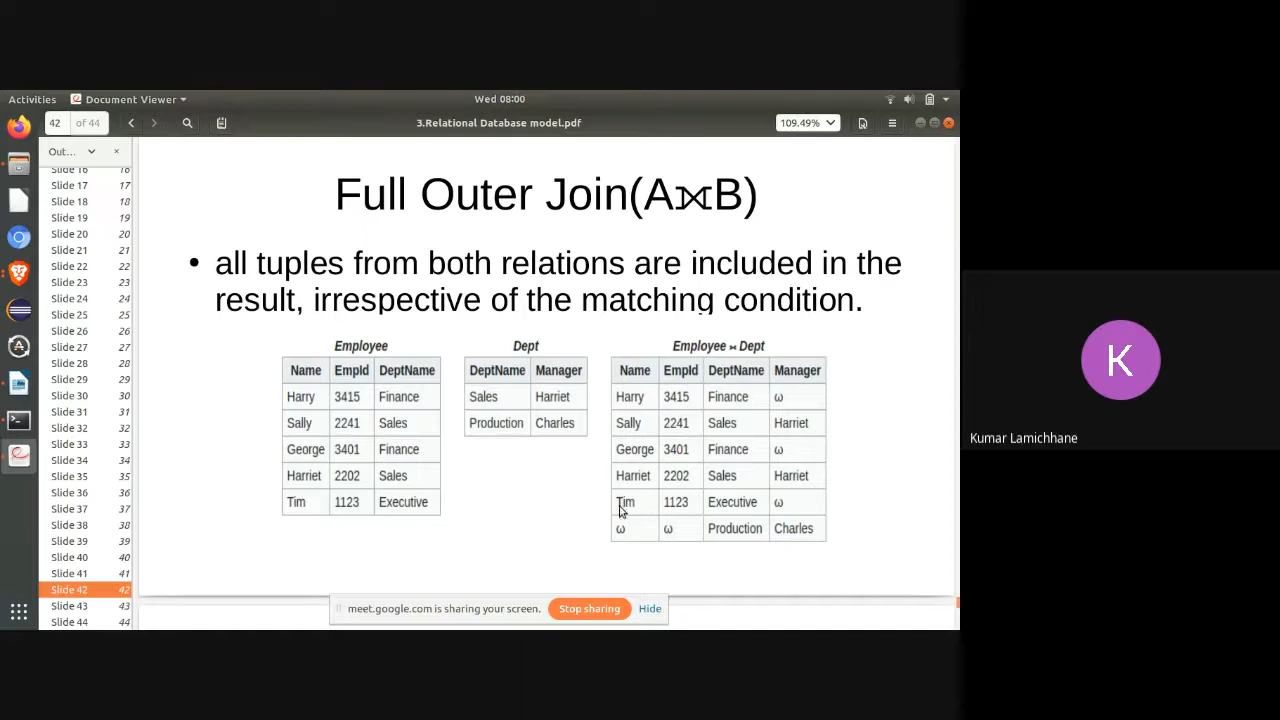 Activities Document Viewer Wed 08:00
42 of 44 3.Relational Database model.pdf 109.49%
Out...
Slide 16 16
Slide 17 17
Slide 18 18
Slide 19 19
Slide 20 20
Slide 21 21
Slide 22 22
Slide 23 23
Slide 24 24
Slide 25 25
Slide 26 26
Slide 27 27
Slide 28 28
Slide 29 29
Slide 30 30
Slide 31 31
Slide 32 32
Slide 33 33
Slide 34 34
Slide 35 35
Slide 36 36
Slide 37 37
Slide 38 38
Slide 39 39
Slide 40 40
Slide 41 41
Slide 42 42
Slide 43 43
Slide 44 44
Full Outer Join(A⟗B)
• all tuples from both relations are included in the
result, irrespective of the matching condition.
Employee
Name EmpId DeptName
Harry 3415 Finance
Sally 2241 Sales
George 3401 Finance
Harriet 2202 Sales
Tim 1123 Executive
Dept
DeptName Manager
Sales Harriet
Production Charles
Employee ⟗ Dept
Name EmpId DeptName Manager
Harry 3415 Finance ω
Sally 2241 Sales Harriet
George 3401 Finance ω
Harriet 2202 Sales Harriet
Tim 1123 Executive ω
ω ω Production Charles
meet.google.com is sharing your screen. Stop sharing Hide
K
Kumar Lamichhane